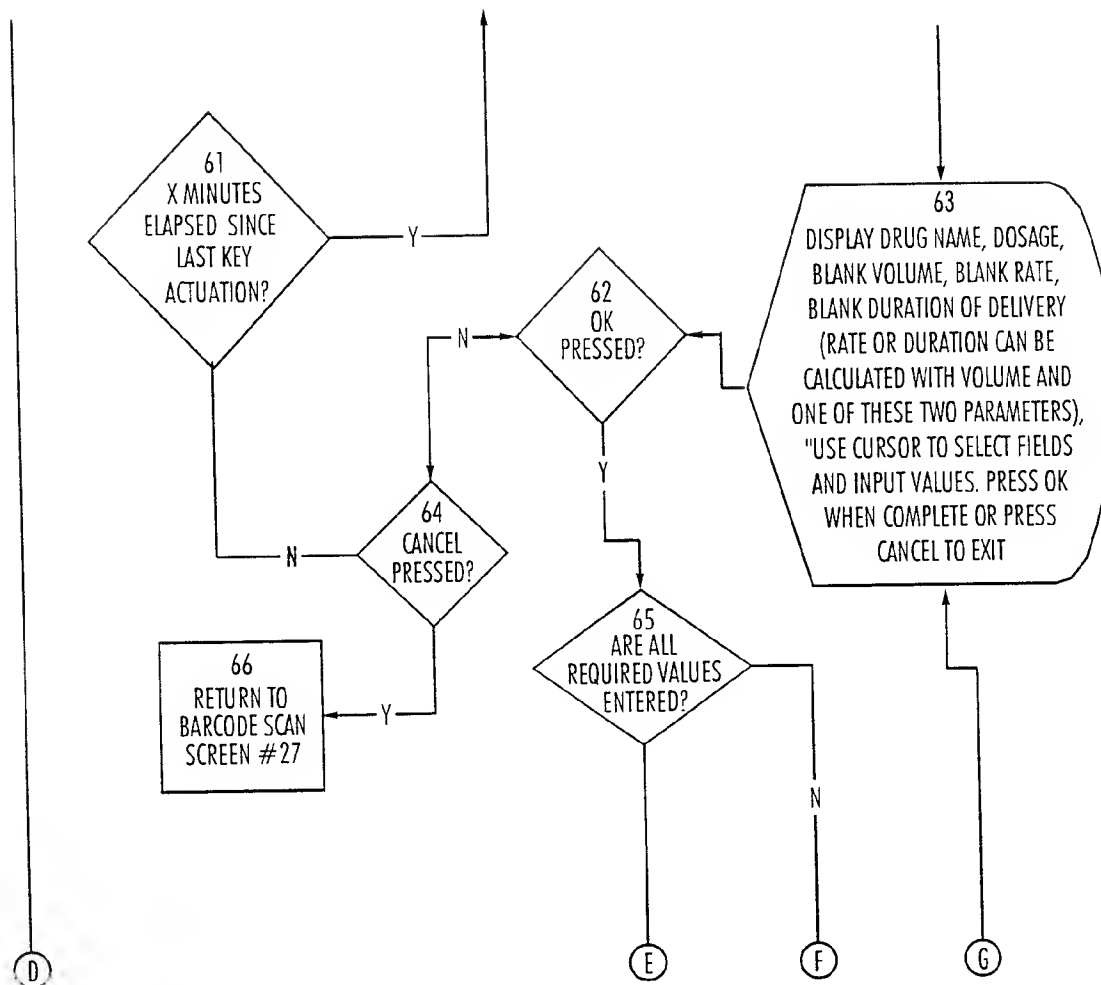 61
X MINUTES
ELAPSED SINCE
LAST KEY
ACTUATION?
Y
62
OK
PRESSED?
N
Y
63
DISPLAY DRUG NAME, DOSAGE,
BLANK VOLUME, BLANK RATE,
BLANK DURATION OF DELIVERY
(RATE OR DURATION CAN BE
CALCULATED WITH VOLUME AND
ONE OF THESE TWO PARAMETERS),
"USE CURSOR TO SELECT FIELDS
AND INPUT VALUES. PRESS OK
WHEN COMPLETE OR PRESS
CANCEL TO EXIT
64
CANCEL
PRESSED?
N
Y
65
ARE ALL
REQUIRED VALUES
ENTERED?
N
66
RETURN TO
BARCODE SCAN
SCREEN #27
D
E
F
G